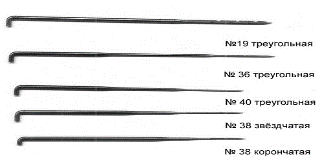 №19 треугольная
№ 36 треугольная
№ 40 треугольная
№ 38 звёздчатая
№ 38 корончатая